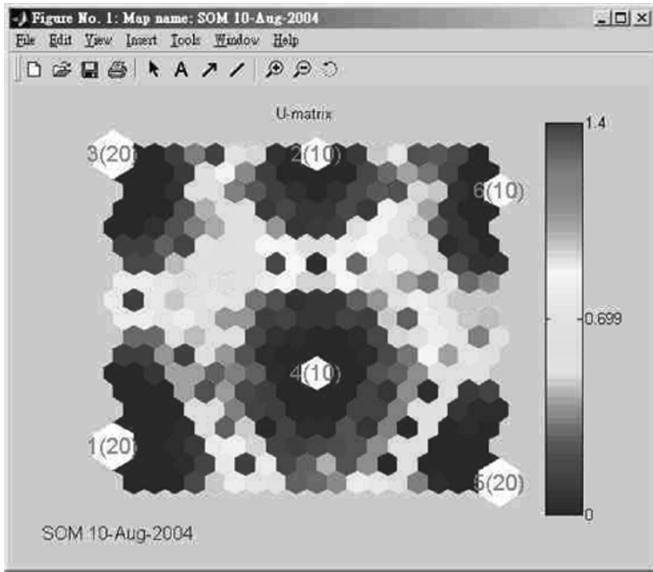 Figure No. 1: Map name: SOM 10-Aug-2004
File Edit View Insert Tools Window Help
A
U-matrix
3(20)
2(10)
6(10)
4(10)
1(20)
5(20)
1.4
0.699
0
SOM 10-Aug-2004